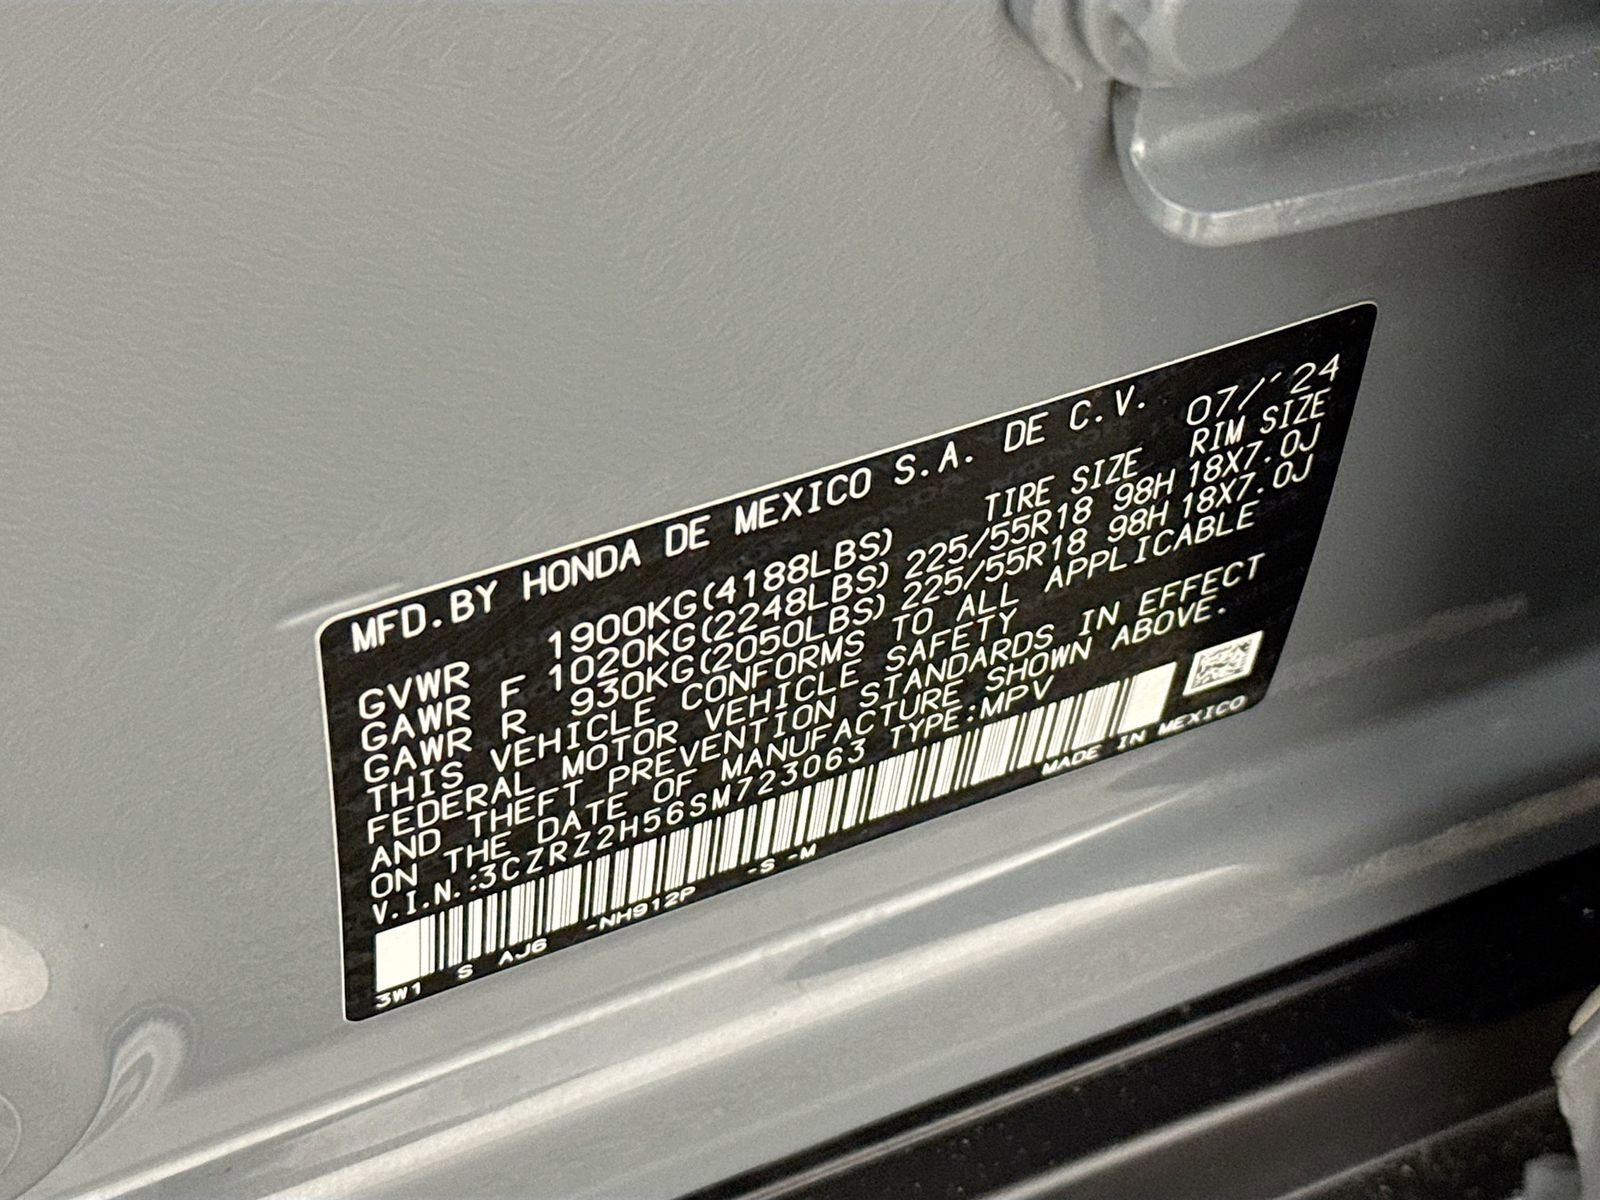 MFD.BY HONDA DE MEXICO S.A. DE C.V. 07/'24
TIRE SIZE RIM SIZE
GVWR 1900KG(4188LBS)
GAWR F 1020KG(2248LBS) 225/55R18 98H 18X7.0J
GAWR R 930KG(2050LBS) 225/55R18 98H 18X7.0J
THIS VEHICLE CONFORMS TO ALL APPLICABLE
FEDERAL MOTOR VEHICLE SAFETY
AND THEFT PREVENTION STANDARDS IN EFFECT
ON THE DATE OF MANUFACTURE SHOWN ABOVE.
V.I.N.:3CZRZ2H56SM723063 TYPE:MPV
3W1 S AJ6 -NH912P -S -M MADE IN MEXICO